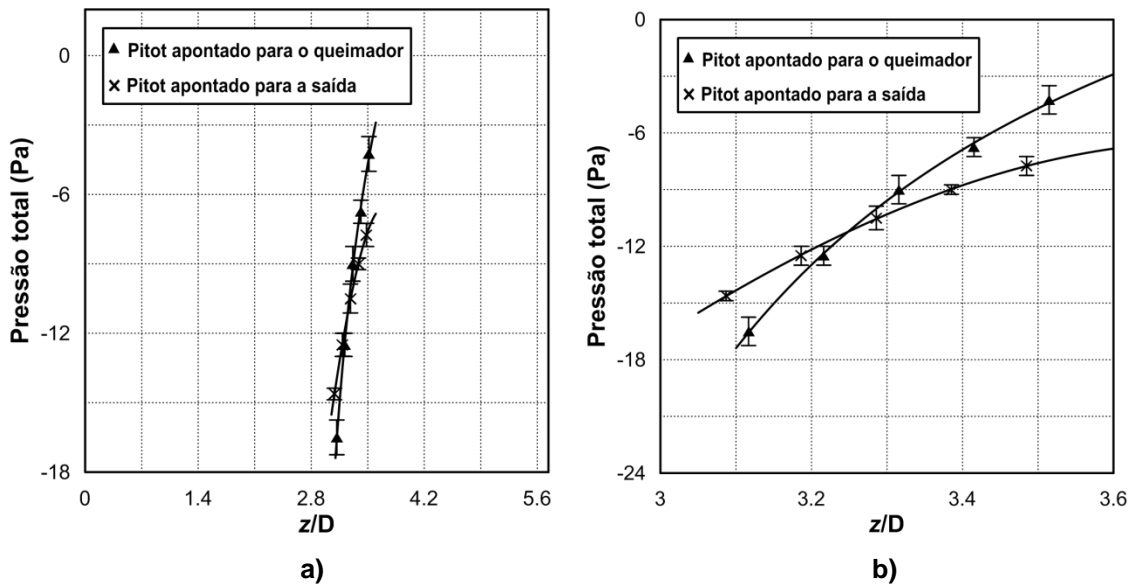 0
Pitot apontado para o queimador
Pitot apontado para a saída
-6
-12
-18
Pressão total (Pa)
0
1.4
2.8
4.2
5.6
z/D
a)
0
Pitot apontado para o queimador
Pitot apontado para a saída
-6
-12
-18
-24
Pressão total (Pa)
3
3.2
3.4
3.6
z/D
b)